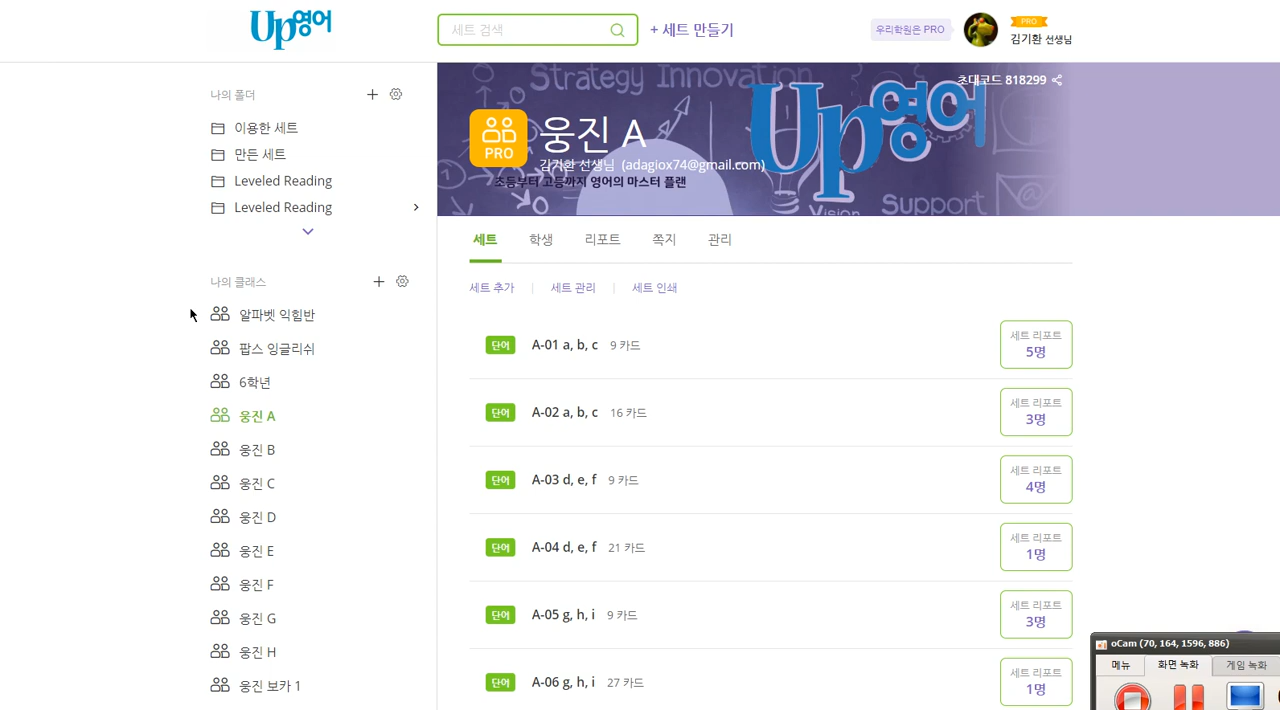 Up영어
세트 검색
+ 세트 만들기
우리학원은 PRO
PRO
김기환 선생님
나의 폴더
이용한 세트
만든 세트
Leveled Reading
Leveled Reading
나의 클래스
알파벳 익힘반
팝스 잉글리쉬
6학년
웅진 A
웅진 B
웅진 C
웅진 D
웅진 E
웅진 F
웅진 G
웅진 H
웅진 보카 1
Strategy Innovation
초대코드 818299
Up영어
PRO
웅진 A
김기환 선생님 (adagiox74@gmail.com)
초등부터 고등까지 영어의 마스터 플랜
Vision
Support
세트 학생 리포트 쪽지 관리
세트 추가 | 세트 관리 | 세트 인쇄
단어 A-01 a, b, c 9 카드
세트 리포트
5명
단어 A-02 a, b, c 16 카드
세트 리포트
3명
단어 A-03 d, e, f 9 카드
세트 리포트
4명
단어 A-04 d, e, f 21 카드
세트 리포트
1명
단어 A-05 g, h, i 9 카드
세트 리포트
3명
단어 A-06 g, h, i 27 카드
세트 리포트
1명
oCam (70, 164, 1596, 886)
메뉴 화면 녹화 게임 녹화